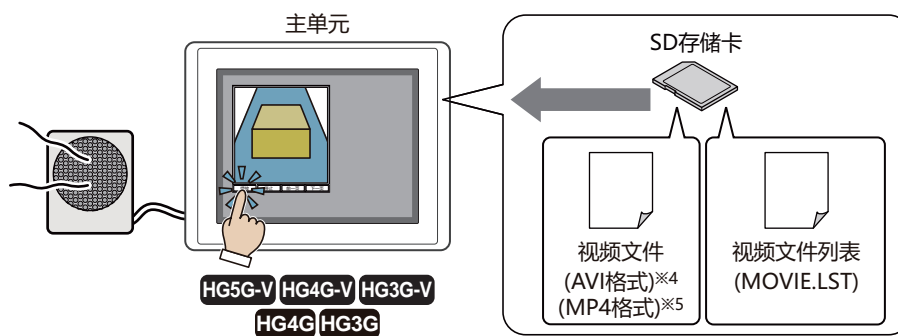 主单元
SD存储卡
视频文件
(AVI格式)※4
(MP4格式)※5
视频文件列表
(MOVIE.LST)
HG5G-V HG4G-V HG3G-V
HG4G HG3G